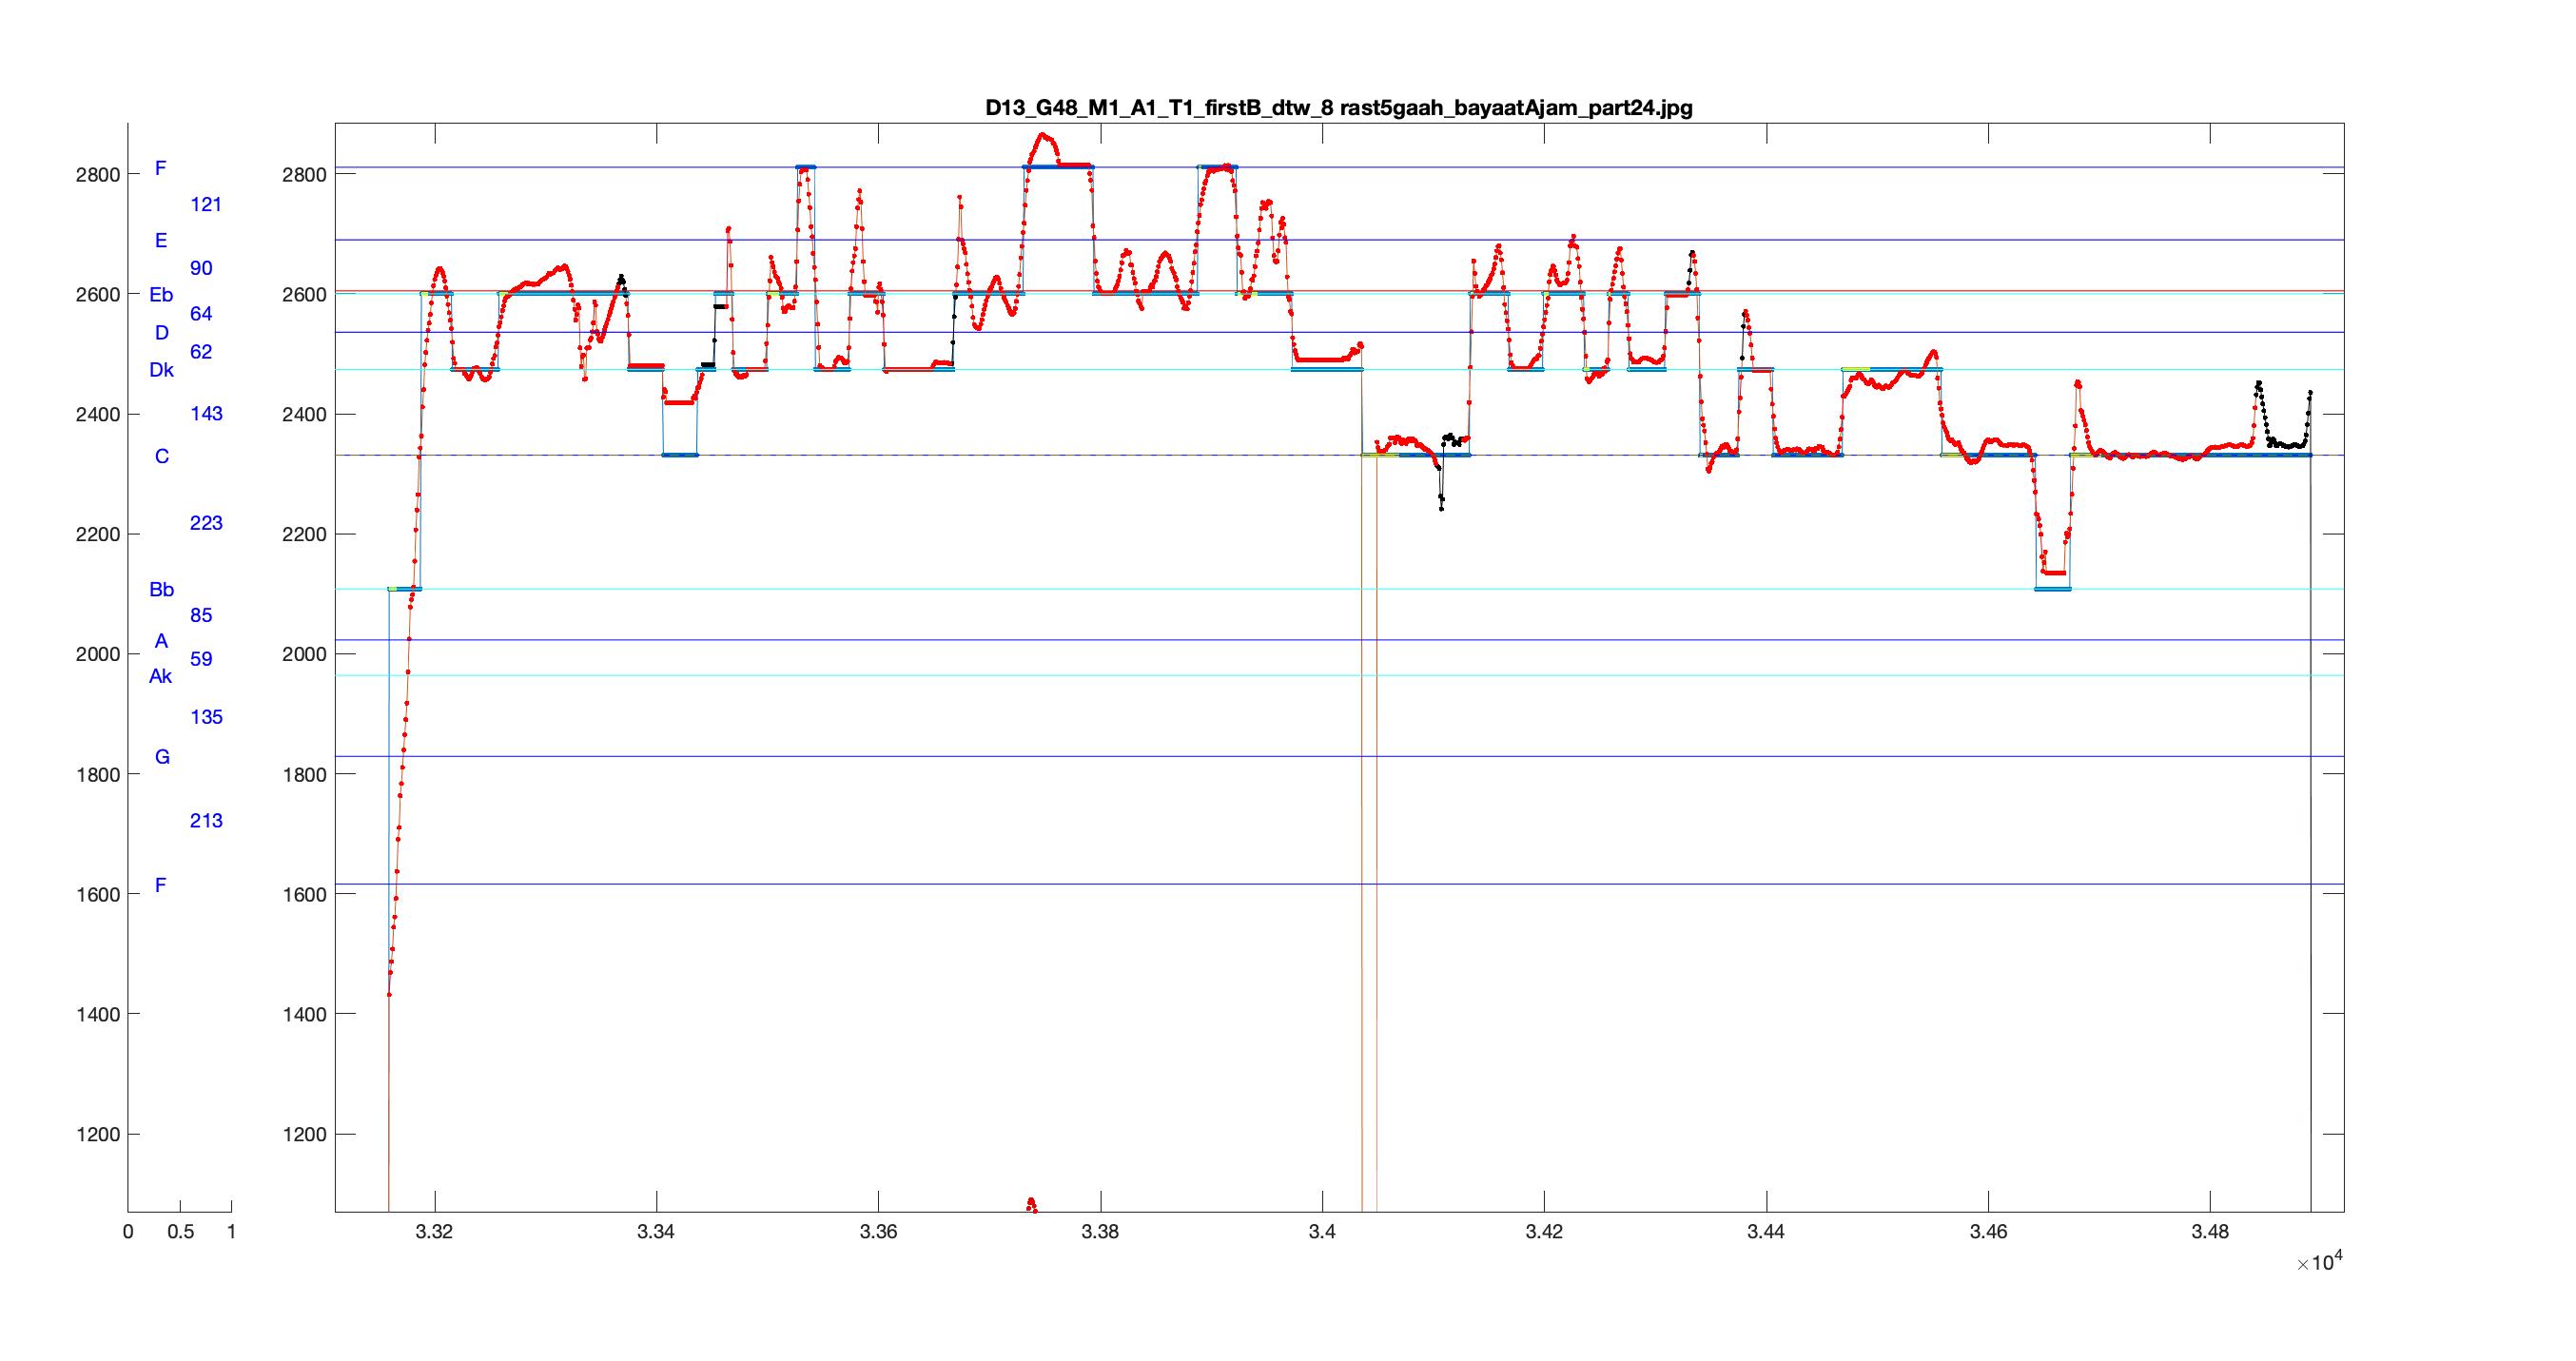 D13_G48_M1_A1_T1_firstB_dtw_8 rast5gaah_bayaatAjam_part24.jpg
2800 F 2800
121
E
90
2600 Eb 2600
64
D
62
Dk
2400 143 2400
C
223
2200 2200
Bb
85
A
2000 59 2000
Ak
135
G
1800 1800
213
F
1600 1600
1400 1400
1200 1200
0 0.5 1 3.32 3.34 3.36 3.38 3.4 3.42 3.44 3.46 3.48
×10⁴